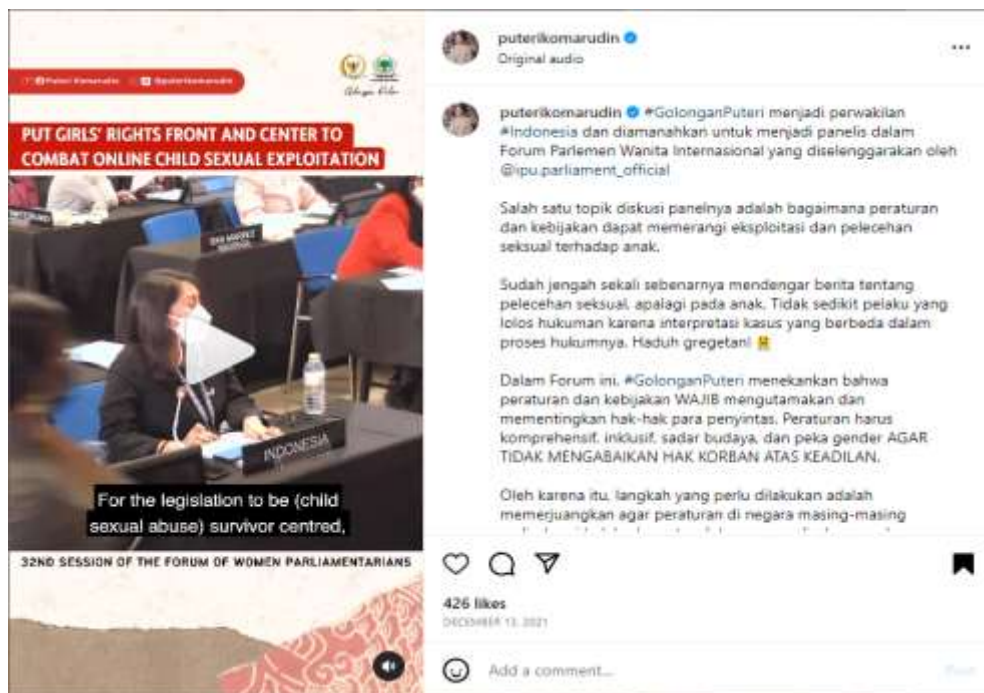 Puteri Komarudin @puterikomarudin
PUT GIRLS' RIGHTS FRONT AND CENTER TO
COMBAT ONLINE CHILD SEXUAL EXPLOITATION
SAN MARINO
INDONESIA
For the legislation to be (child
sexual abuse) survivor centred,
32ND SESSION OF THE FORUM OF WOMEN PARLIAMENTARIANS
puterikomarudin
Original audio
puterikomarudin #GolonganPuteri menjadi perwakilan
#Indonesia dan diamanahkan untuk menjadi panelis dalam
Forum Parlemen Wanita Internasional yang diselenggarakan oleh
@ipu.parliament_official
Salah satu topik diskusi panelnya adalah bagaimana peraturan
dan kebijakan dapat memerangi eksploitasi dan pelecehan
seksual terhadap anak.
Sudah jengah sekali sebenarnya mendengar berita tentang
pelecehan seksual, apalagi pada anak. Tidak sedikit pelaku yang
lolos hukuman karena interpretasi kasus yang berbeda dalam
proses hukumnya. Haduh gregetan!
Dalam Forum ini, #GolonganPuteri menekankan bahwa
peraturan dan kebijakan WAJIB mengutamakan dan
mementingkan hak-hak para penyintas. Peraturan harus
komprehensif, inklusif, sadar budaya, dan peka gender AGAR
TIDAK MENGABAIKAN HAK KORBAN ATAS KEADILAN.
Oleh karena itu, langkah yang perlu dilakukan adalah
memerjuangkan agar peraturan di negara masing-masing
426 likes
DECEMBER 13, 2021
Add a comment...
Post